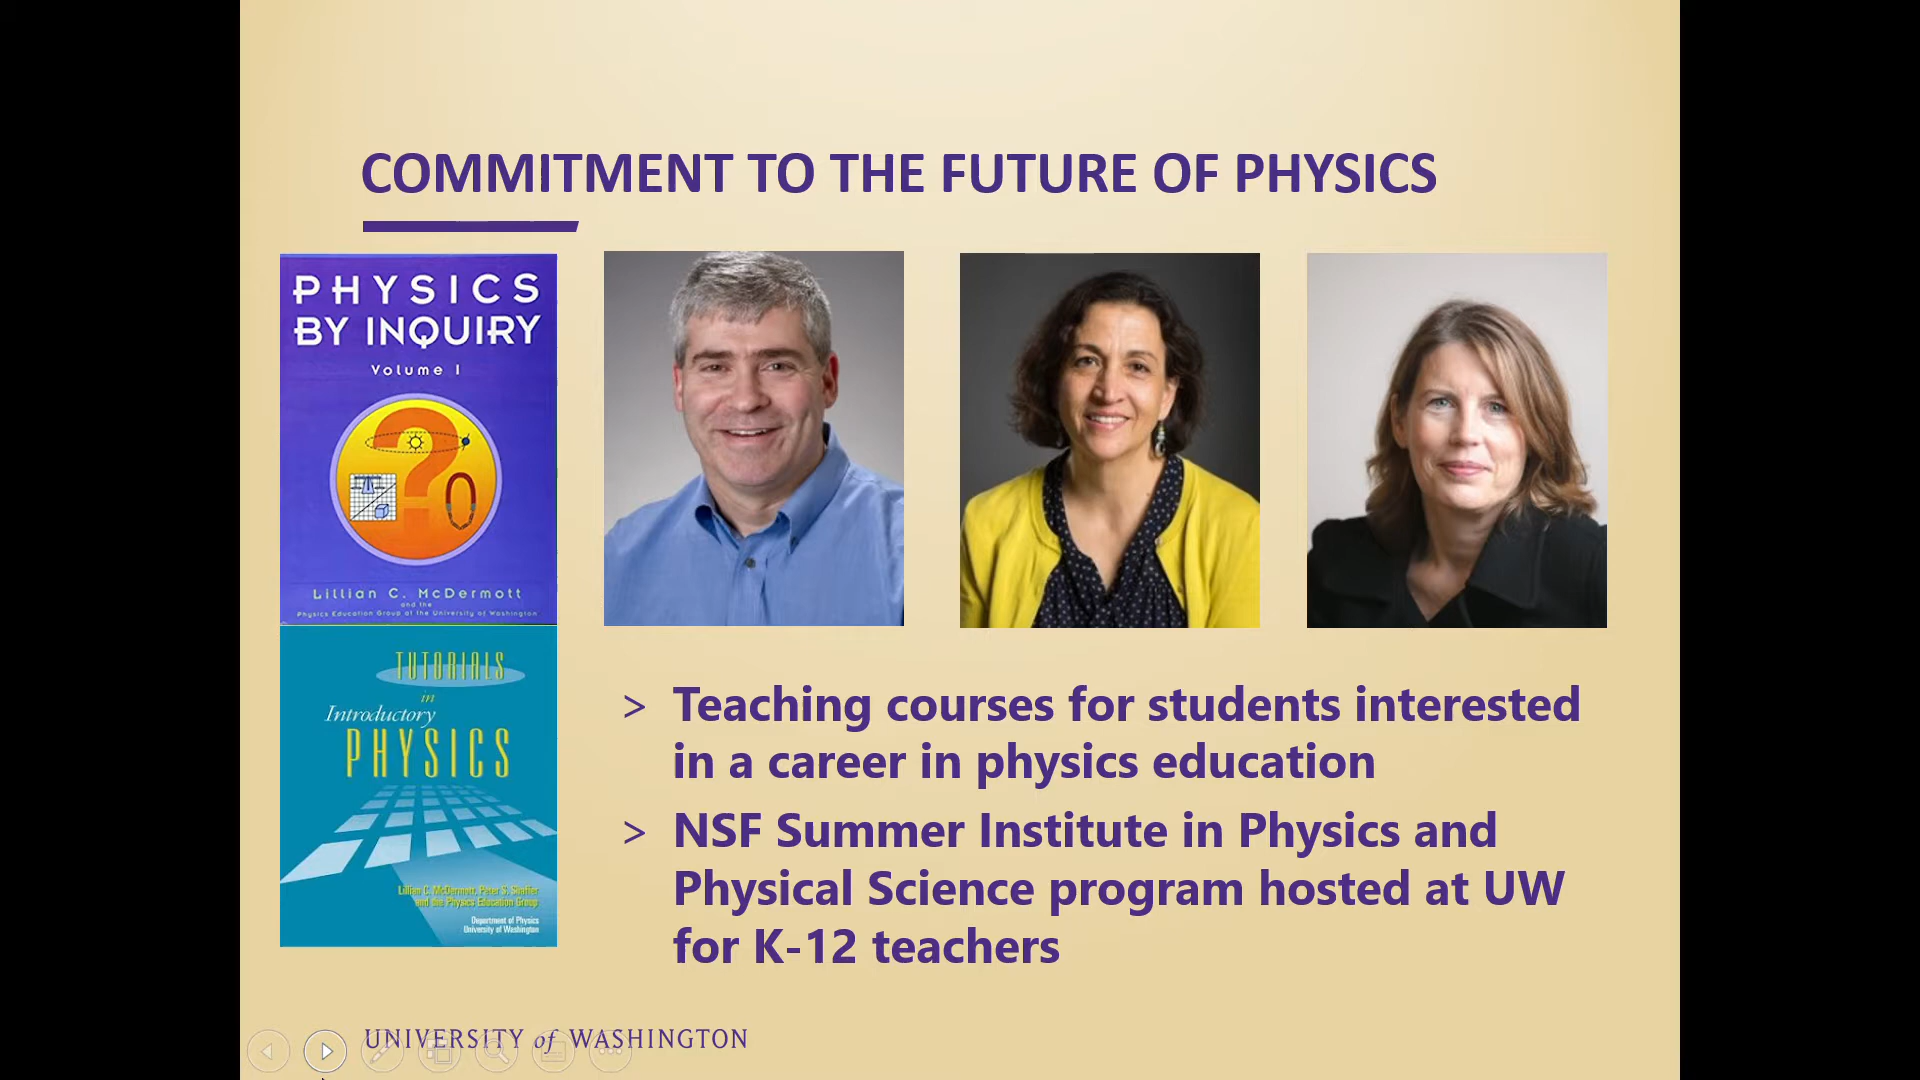 COMMITMENT TO THE FUTURE OF PHYSICS
PHYSICS
BY INQUIRY
Volume I
Lillian C. McDermott
and the
Physics Education Group at the University of Washington
TUTORIALS
in
Introductory
PHYSICS
Lillian C. McDermott, Peter S. Shaffer
and the Physics Education Group
Department of Physics
University of Washington
> Teaching courses for students interested
in a career in physics education
> NSF Summer Institute in Physics and
Physical Science program hosted at UW
for K-12 teachers
UNIVERSITY of WASHINGTON